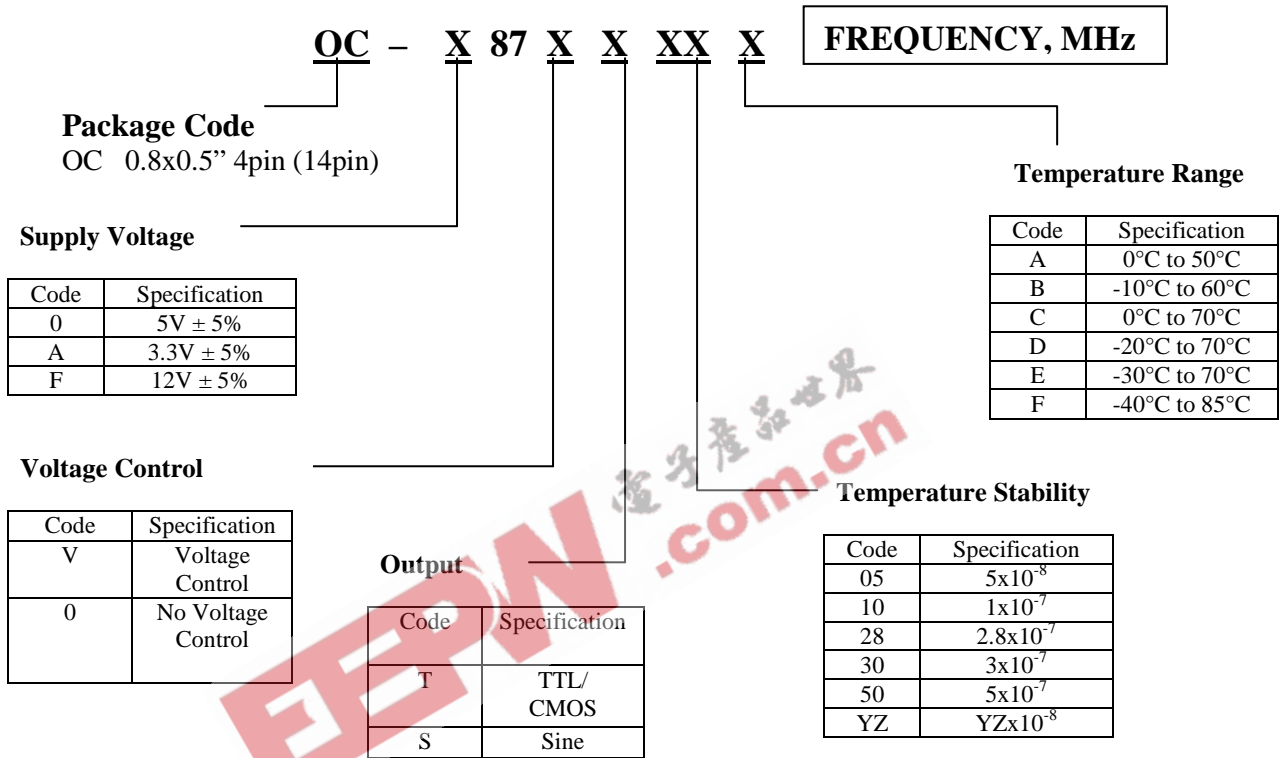 OC – X 87 X X XX X FREQUENCY, MHz
Package Code
OC 0.8x0.5” 4pin (14pin)
Supply Voltage
Code Specification
0 5V ± 5%
A 3.3V ± 5%
F 12V ± 5%
Voltage Control
Code Specification
V Voltage
Control
0 No Voltage
Control
Output
Code Specification
T TTL/
CMOS
S Sine
Temperature Range
Code Specification
A 0°C to 50°C
B -10°C to 60°C
C 0°C to 70°C
D -20°C to 70°C
E -30°C to 70°C
F -40°C to 85°C
Temperature Stability
Code Specification
05 5x10⁻⁸
10 1x10⁻⁷
28 2.8x10⁻⁷
30 3x10⁻⁷
50 5x10⁻⁷
YZ YZx10⁻⁸
EEPW 電子產品世界
.com.cn